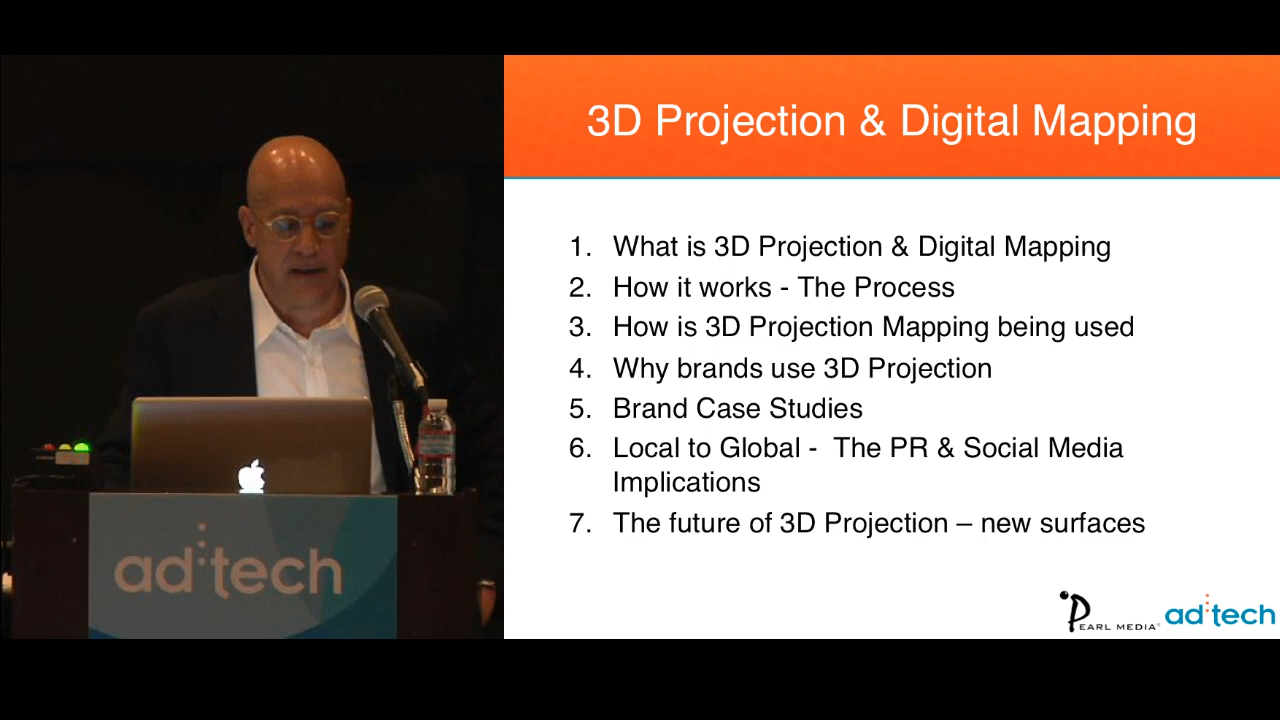 3D Projection & Digital Mapping
1. What is 3D Projection & Digital Mapping
2. How it works - The Process
3. How is 3D Projection Mapping being used
4. Why brands use 3D Projection
5. Brand Case Studies
6. Local to Global - The PR & Social Media
Implications
7. The future of 3D Projection – new surfaces
PEARL MEDIA
ad:tech
ad:tech